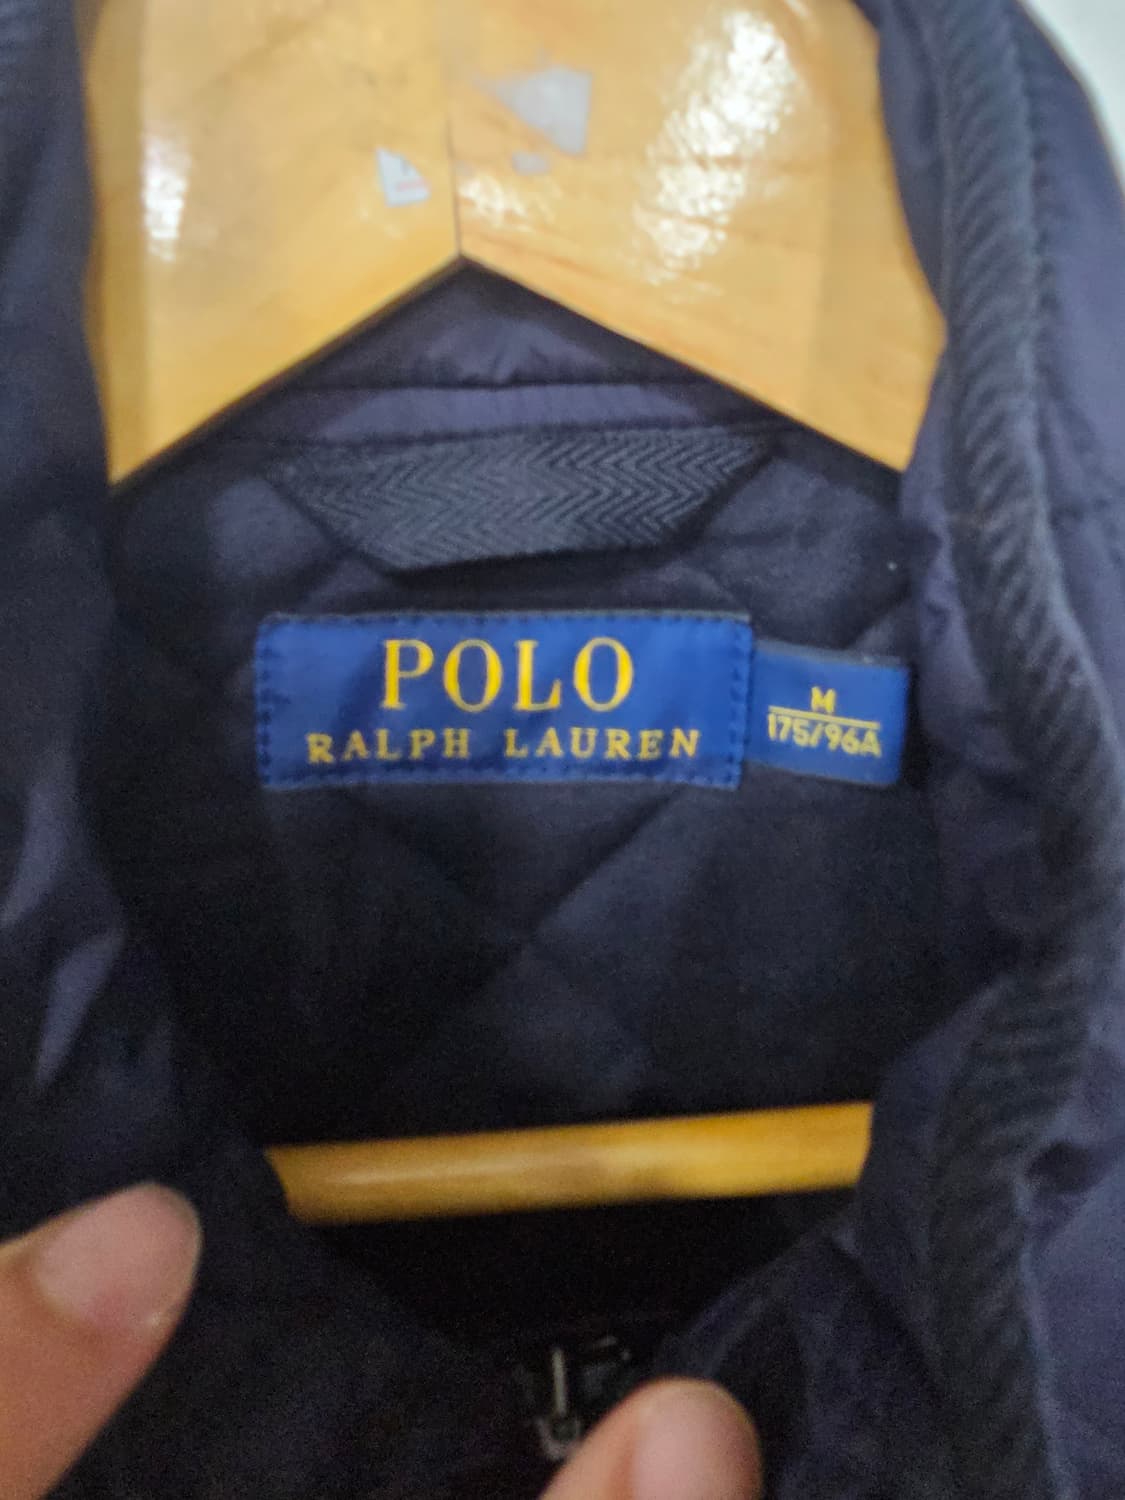 POLO
RALPH LAUREN
M
175/96A